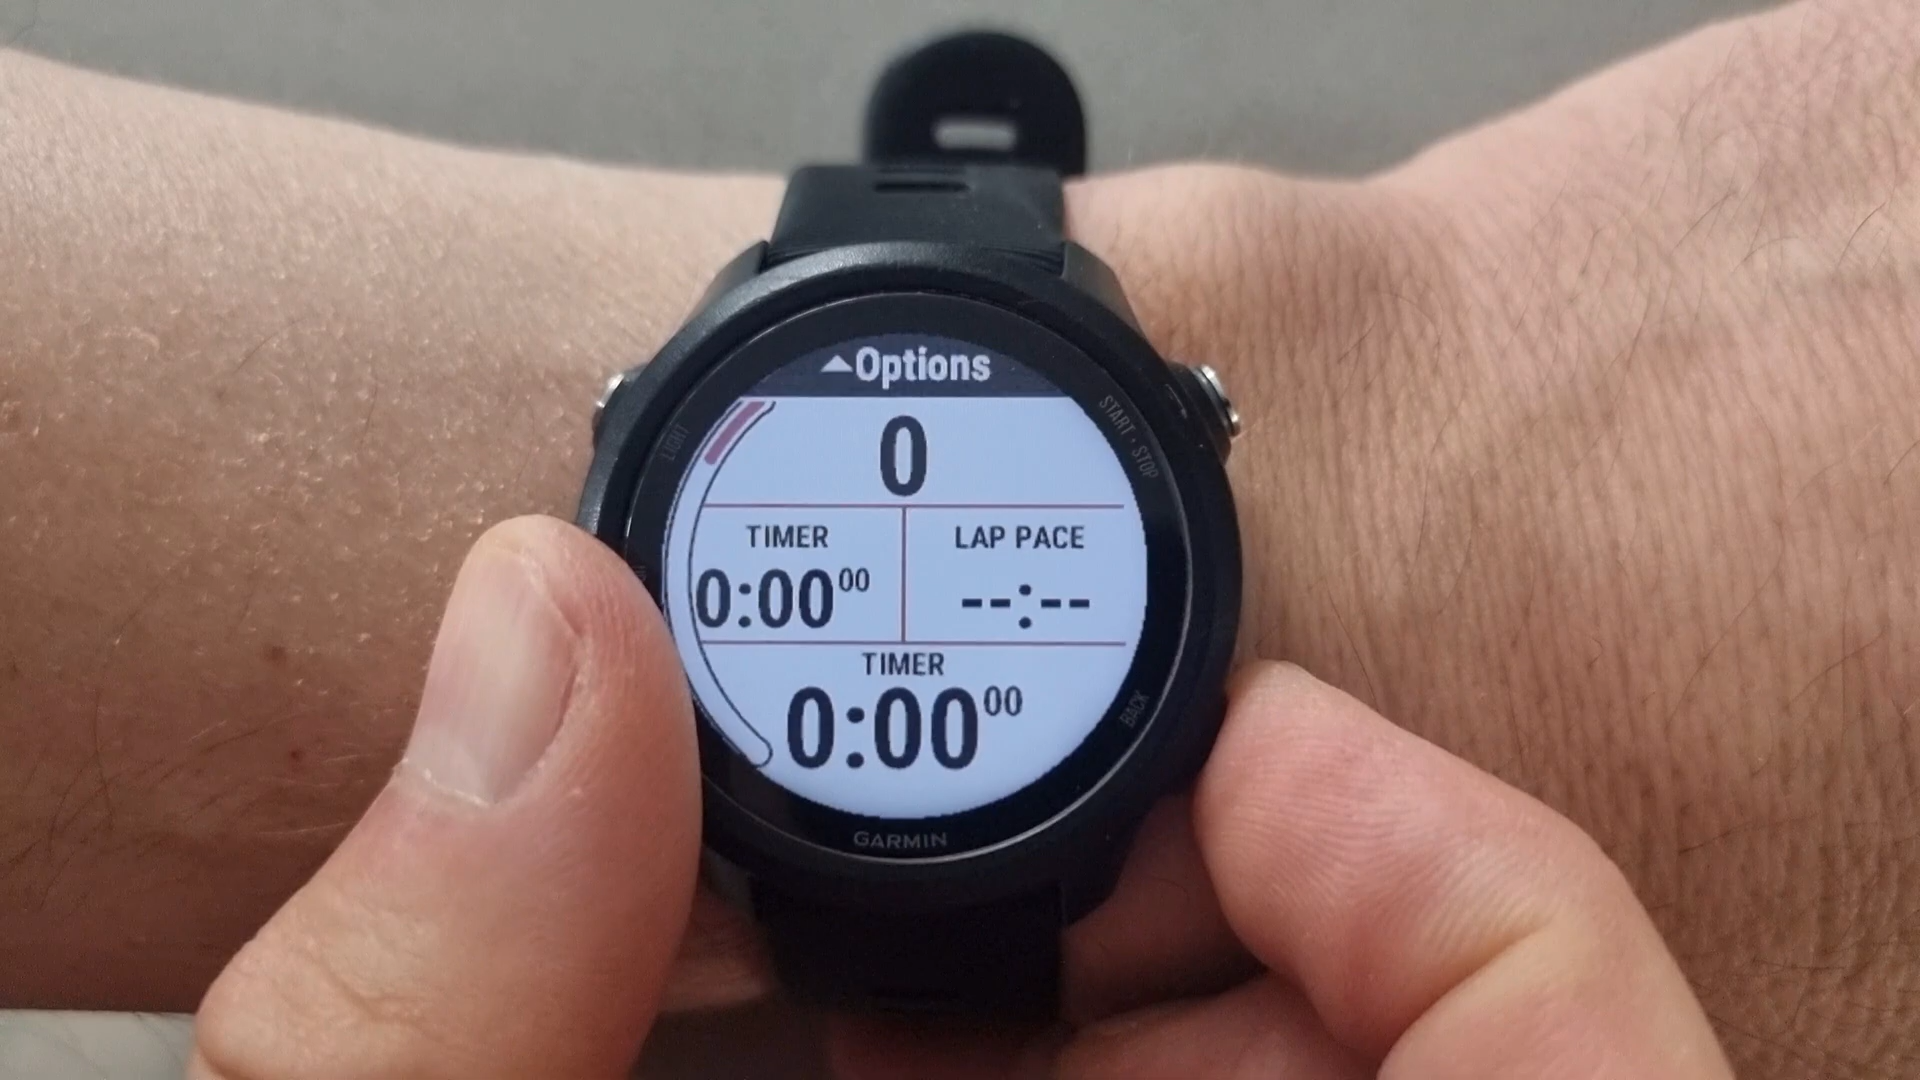 Options
LIGHT
START · STOP
0
TIMER
LAP PACE
0:00 00
--:--
TIMER
0:00 00
BACK
GARMIN